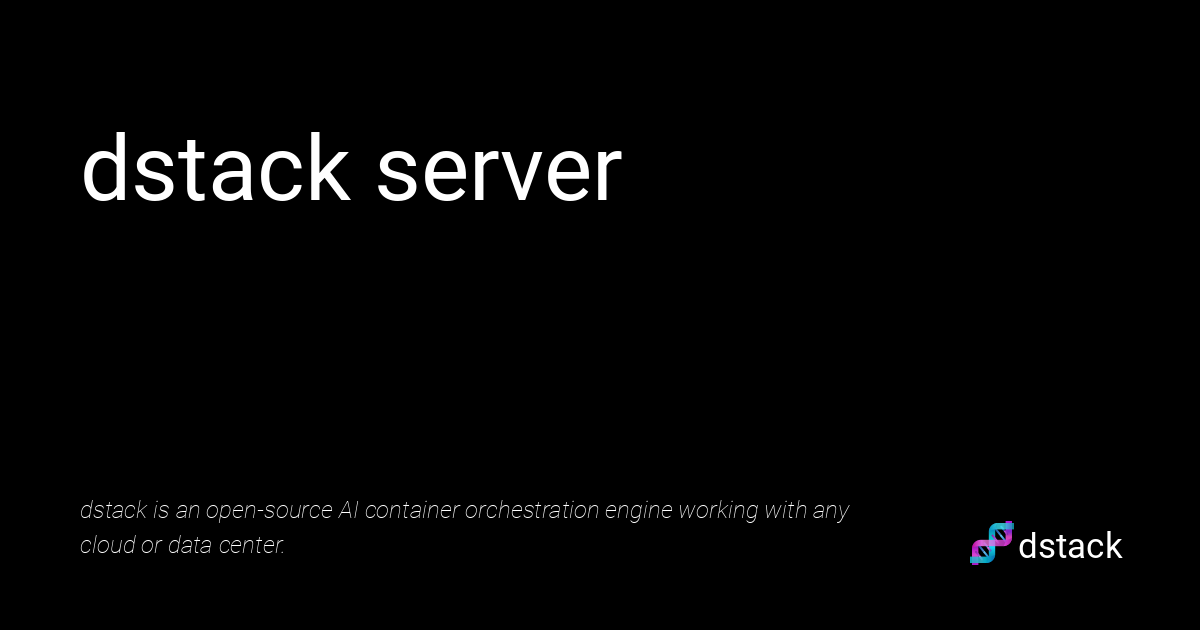 dstack server
dstack is an open-source AI container orchestration engine working with any
cloud or data center.
dstack